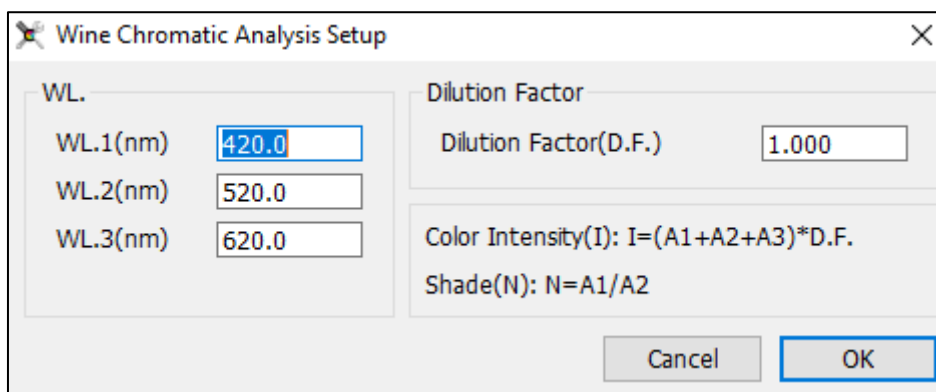 Wine Chromatic Analysis Setup
WL.
WL.1(nm) 420.0
WL.2(nm) 520.0
WL.3(nm) 620.0
Dilution Factor
Dilution Factor(D.F.) 1.000
Color Intensity(I): I=(A1+A2+A3)*D.F.
Shade(N): N=A1/A2
Cancel OK